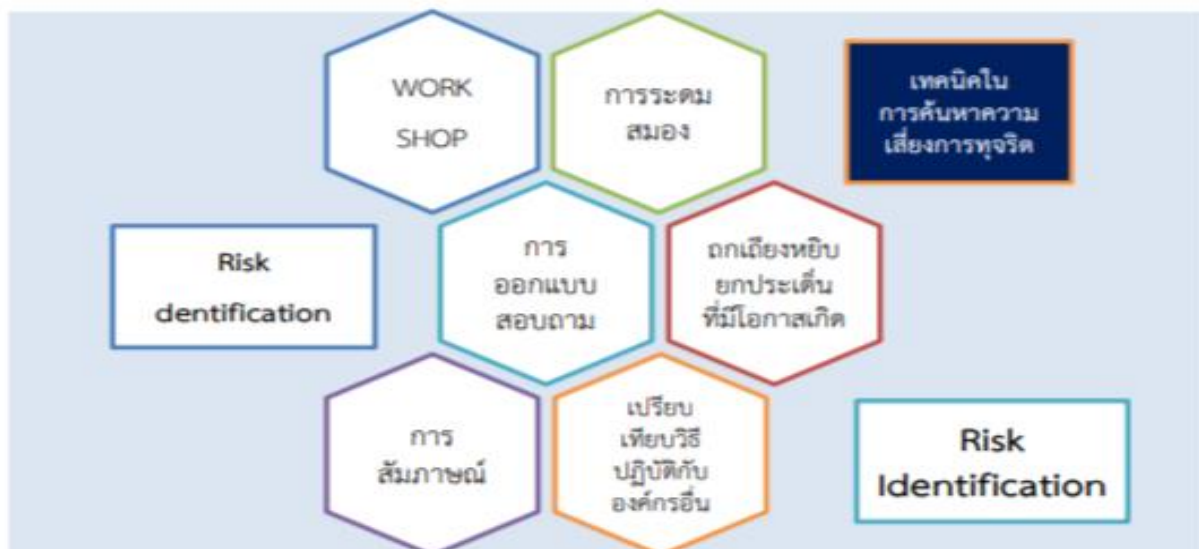 WORK
SHOP
การระดม
สมอง
เทคนิคใน
การค้นหาความ
เสี่ยงการทุจริต
Risk
dentification
การ
ออกแบบ
สอบถาม
ถกเถียงหยิบ
ยกประเด็น
ที่มีโอกาสเกิด
การ
สัมภาษณ์
เปรียบ
เทียบวิธี
ปฏิบัติกับ
องค์กรอื่น
Risk
Identification